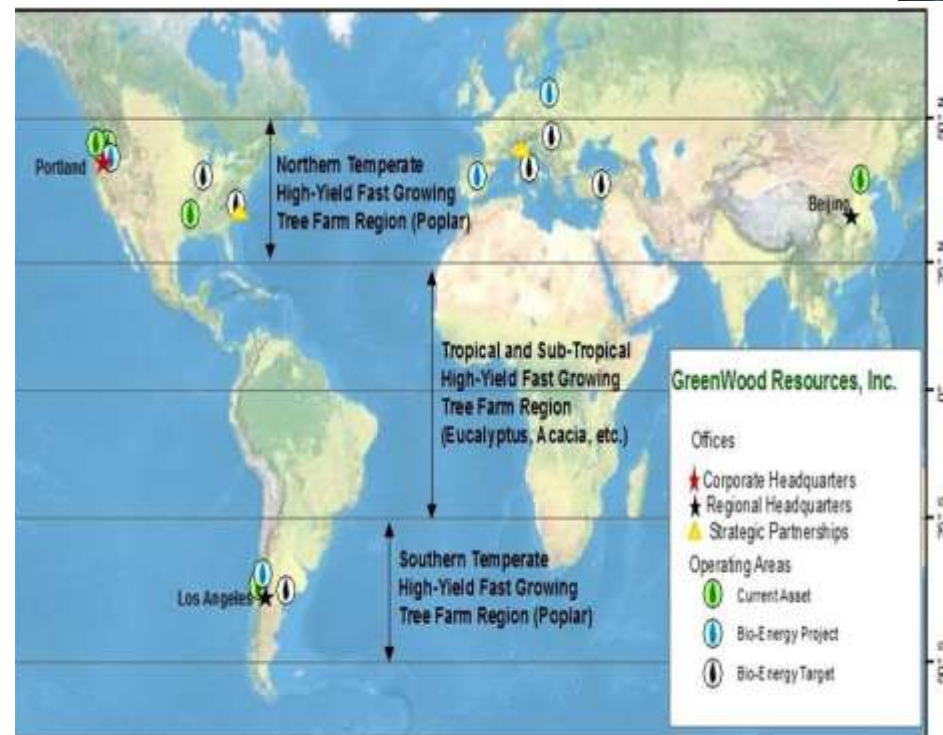 Portland
Northern Temperate
High-Yield Fast Growing
Tree Farm Region (Poplar)
Beijing
Tropical and Sub-Tropical
High-Yield Fast Growing
Tree Farm Region
(Eucalyptus, Acacia, etc.)
Southern Temperate
High-Yield Fast Growing
Tree Farm Region (Poplar)
Los Angeles
GreenWood Resources, Inc.
Offices
Corporate Headquarters
Regional Headquarters
Strategic Partnerships
Operating Areas
Current Asset
Bio-Energy Project
Bio-Energy Target